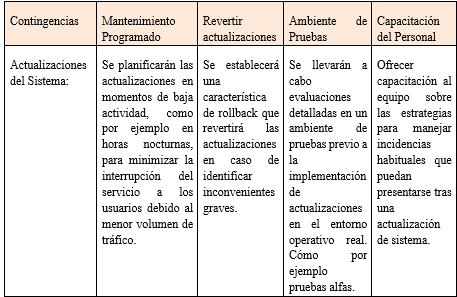 Contingencias
Mantenimiento
Programado
Revertir
actualizaciones
Ambiente de
Pruebas
Capacitación
del Personal
Actualizaciones
del Sistema:
Se planificarán las
actualizaciones en
momentos de baja
actividad, como
por ejemplo en
horas nocturnas,
para minimizar la
interrupción del
servicio a los
usuarios debido al
menor volumen de
tráfico.
Se establecerá
una
característica
de rollback que
revertirá las
actualizaciones
en caso de
identificar
inconvenientes
graves.
Se llevarán a
cabo
evaluaciones
detalladas en un
ambiente de
pruebas previo a
la
implementación
de
actualizaciones
en el entorno
operativo real.
Cómo por
ejemplo
pruebas alfas.
Ofrecer
capacitación al
equipo sobre
las estrategias
para manejar
incidencias
habituales que
puedan
presentarse tras
una
actualización
de sistema.